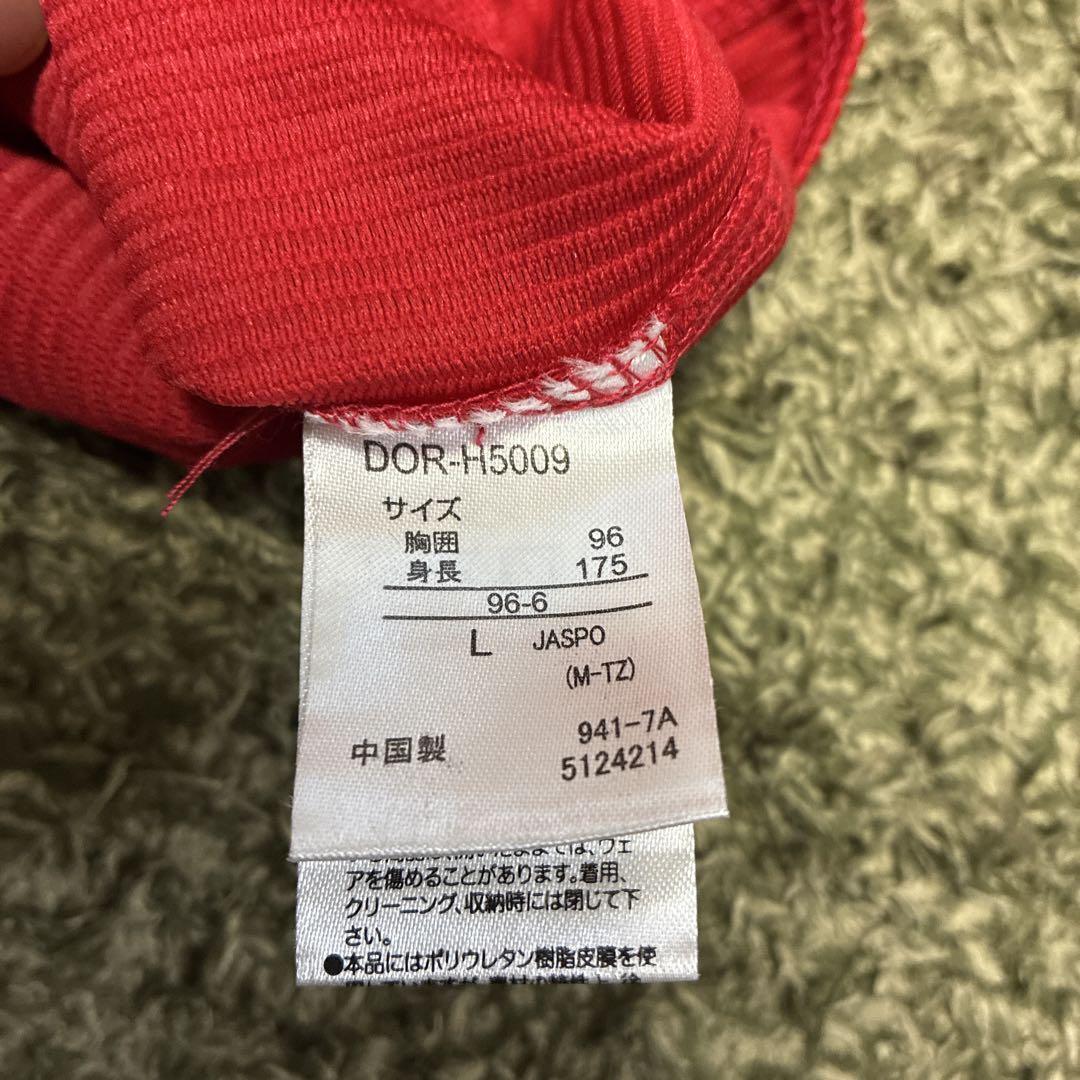 DOR-H5009
サイズ
胸囲 96
身長 175
96-6
L JASPO
(M-TZ)
941-7A
中国製 5124214
は、ウェ
アを傷めることがあります。着用、
クリーニング、収納時には閉じて下
さい。
●本品にはポリウレタン樹脂皮膜を使